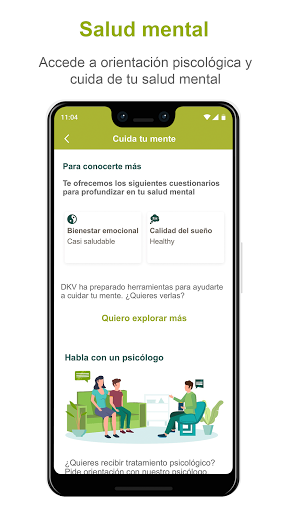 Salud mental
Accede a orientación piscológica y
cuida de tu salud mental
11:04
Cuida tu mente
Para conocerte más
Te ofrecemos los siguientes cuestionarios
para profundizar en tu salud mental
Bienestar emocional
Casi saludable
Calidad del sueño
Healthy
DKV ha preparado herramientas para ayudarte
a cuidar tu mente. ¿Quieres verlas?
Quiero explorar más
Habla con un psicólogo
¿Quieres recibir tratamiento psicológico?
Pide orientación con nuestro psicólogo